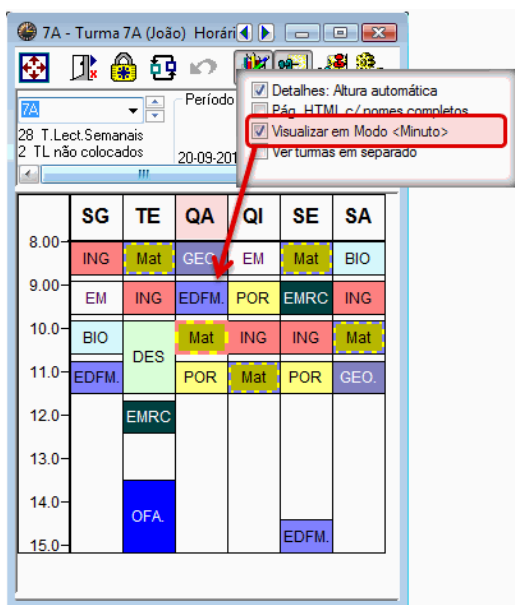 7A - Turma 7A (João) Horári
Detalhes: Altura automática
Pág. HTML c/ nomes completos
Visualizar em Modo <Minuto>
Ver turmas em separado
7A
Período
28 T.Lect.Semanais
2 TL não colocados
20-09-201
SG TE QA QI SE SA
8.00
ING Mat GEO. EM Mat BIO
9.00
EM ING EDFM. POR EMRC ING
10.0
BIO DES Mat ING ING Mat
11.0
EDFM. POR Mat POR GEO.
12.0
EMRC
13.0
14.0
OFA.
EDFM.
15.0